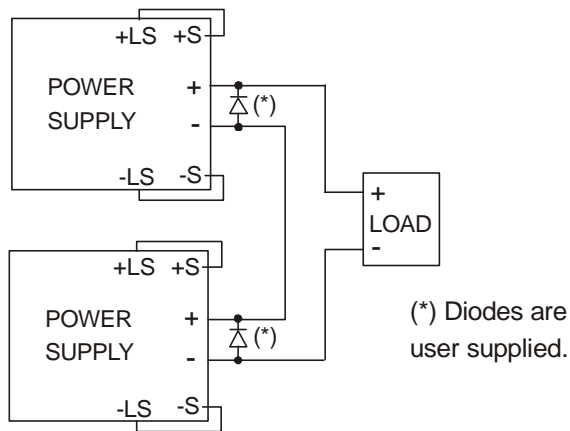 +LS +S
POWER
SUPPLY
+
-
(*)
-LS -S
+
LOAD
-
+LS +S
POWER
SUPPLY
+
-
(*)
-LS -S
(*) Diodes are
user supplied.